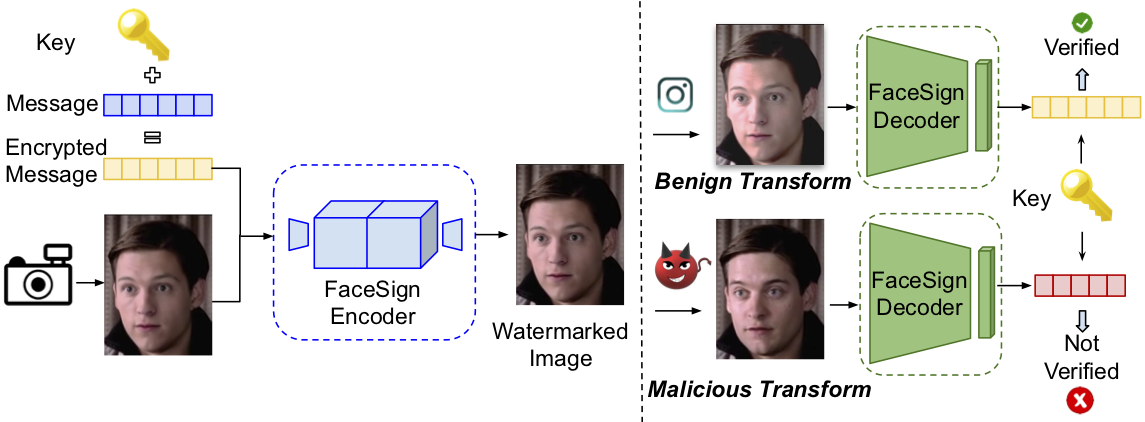 Key
Message
Encrypted
Message
FaceSign
Encoder
Watermarked
Image
Benign Transform
FaceSign
Decoder
Verified
Key
Malicious Transform
FaceSign
Decoder
Not
Verified